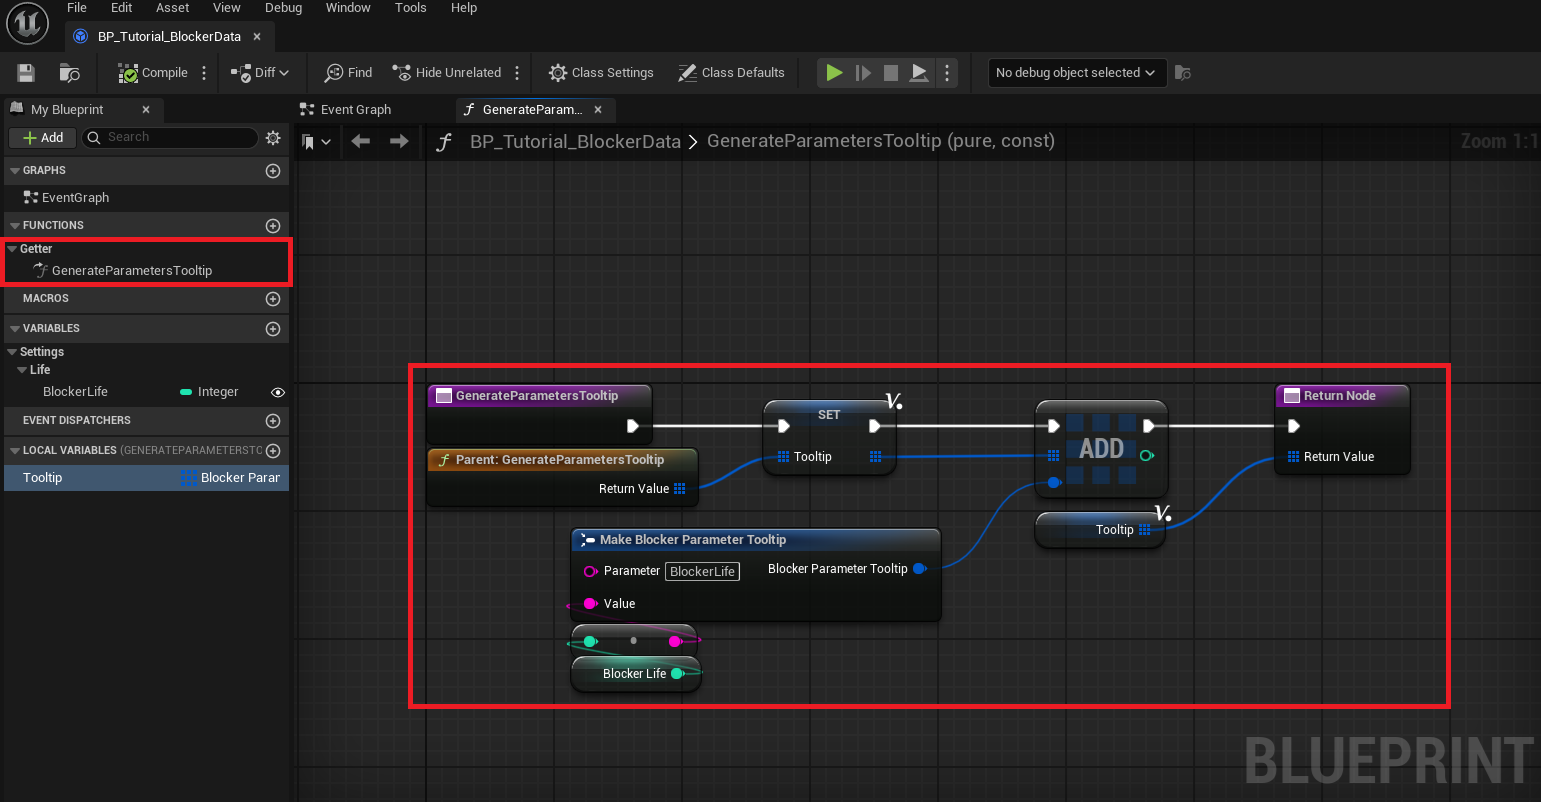 File Edit Asset View Debug Window Tools Help
BP_Tutorial_BlockerData
Compile Diff Find Hide Unrelated Class Settings Class Defaults No debug object selected
My Blueprint Event Graph GenerateParam...
Add Search BP_Tutorial_BlockerData > GenerateParametersTooltip (pure, const) Zoom 1:1
GRAPHS
EventGraph
FUNCTIONS
Getter
GenerateParametersTooltip
MACROS
VARIABLES
Settings
Life
BlockerLife Integer
EVENT DISPATCHERS
LOCAL VARIABLES (GENERATEPARAMETERSTO
Tooltip Blocker Parar
GenerateParametersTooltip
Parent: GenerateParametersTooltip
Return Value
SET
Tooltip
ADD
Return Node
Return Value
Tooltip
Make Blocker Parameter Tooltip
Parameter BlockerLife Blocker Parameter Tooltip
Value
Blocker Life
BLUEPRINT